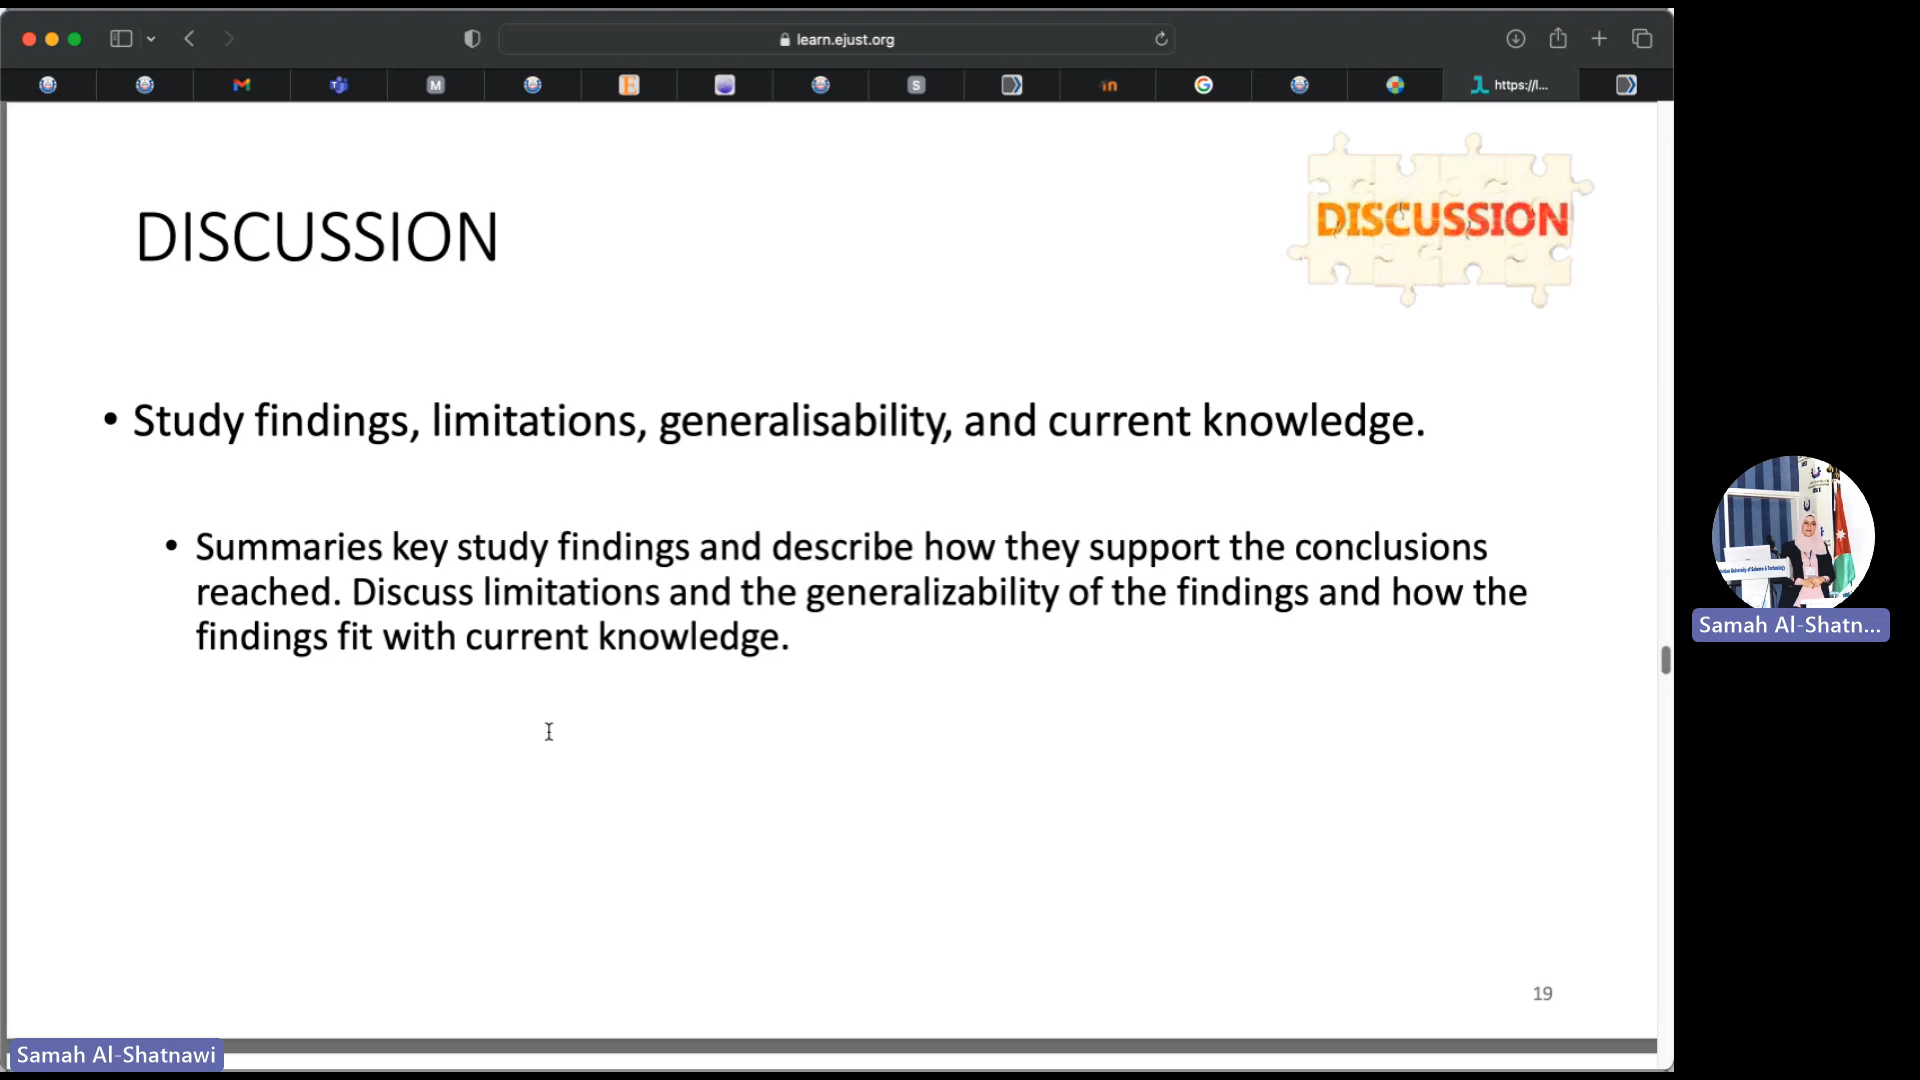 learn.ejust.org
M
S
in
G
https://l...
DISCUSSION
DISCUSSION
• Study findings, limitations, generalisability, and current knowledge.
• Summaries key study findings and describe how they support the conclusions
reached. Discuss limitations and the generalizability of the findings and how the
findings fit with current knowledge.
19
Samah Al-Shatn...
Samah Al-Shatnawi